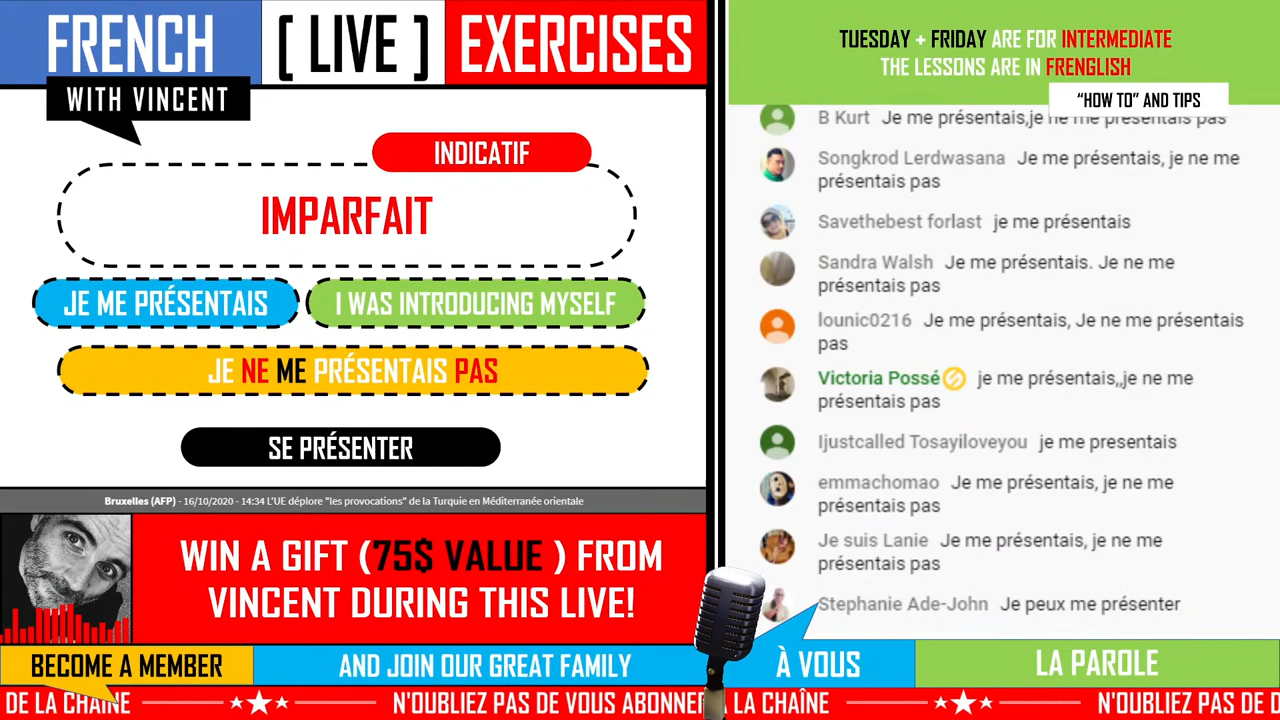 FRENCH [ LIVE ] EXERCISES
WITH VINCENT
INDICATIF
IMPARFAIT
JE ME PRÉSENTAIS
I WAS INTRODUCING MYSELF
JE NE ME PRÉSENTAIS PAS
SE PRÉSENTER
Bruxelles (AFP) - 16/10/2020 - 14:34 L'UE déplore "les provocations" de la Turquie en Méditerranée orientale
WIN A GIFT (75$ VALUE ) FROM
VINCENT DURING THIS LIVE!
BECOME A MEMBER
AND JOIN OUR GREAT FAMILY
TUESDAY + FRIDAY ARE FOR INTERMEDIATE
THE LESSONS ARE IN FRENGLISH
“HOW TO” AND TIPS
B Kurt Je me présentais,je ne me présentais pas
Songkrod Lerdwasana Je me présentais, je ne me
présentais pas
Savethebest forlast je me présentais
Sandra Walsh Je me présentais. Je ne me
présentais pas
lounic0216 Je me présentais, Je ne me présentais
pas
Victoria Possé je me présentais,,je ne me
présentais pas
Ijustcalled Tosayiloveyou je me presentais
emmachomao Je me présentais, je ne me
présentais pas
Je suis Lanie Je me présentais, je ne me
présentais pas
Stephanie Ade-John Je peux me présenter
À VOUS
LA PAROLE
DE LA CHAÎNE N'OUBLIEZ PAS DE VOUS ABONNER LA CHAÎNE N'OUBLIEZ PAS DE